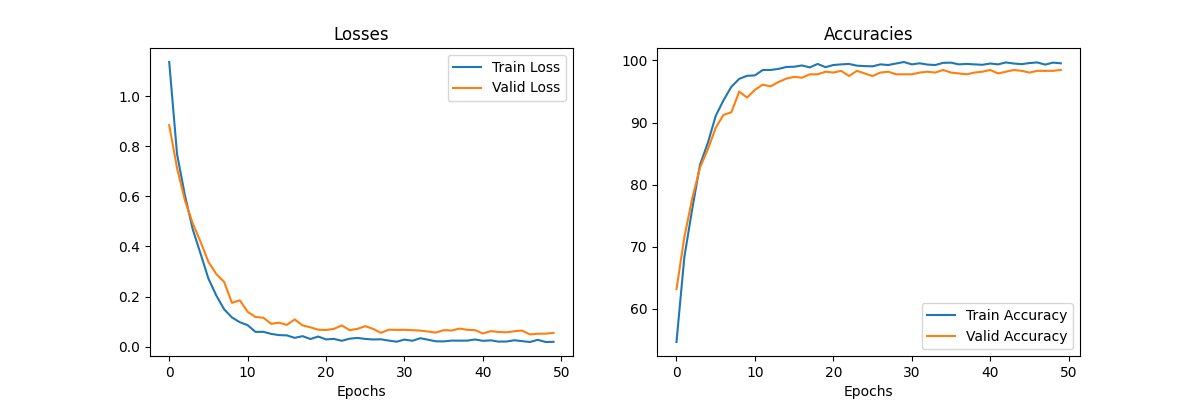 Losses
Train Loss
Valid Loss
1.0
0.8
0.6
0.4
0.2
0.0
0 10 20 30 40 50
Epochs
Accuracies
100
90
80
70
60
Train Accuracy
Valid Accuracy
0 10 20 30 40 50
Epochs